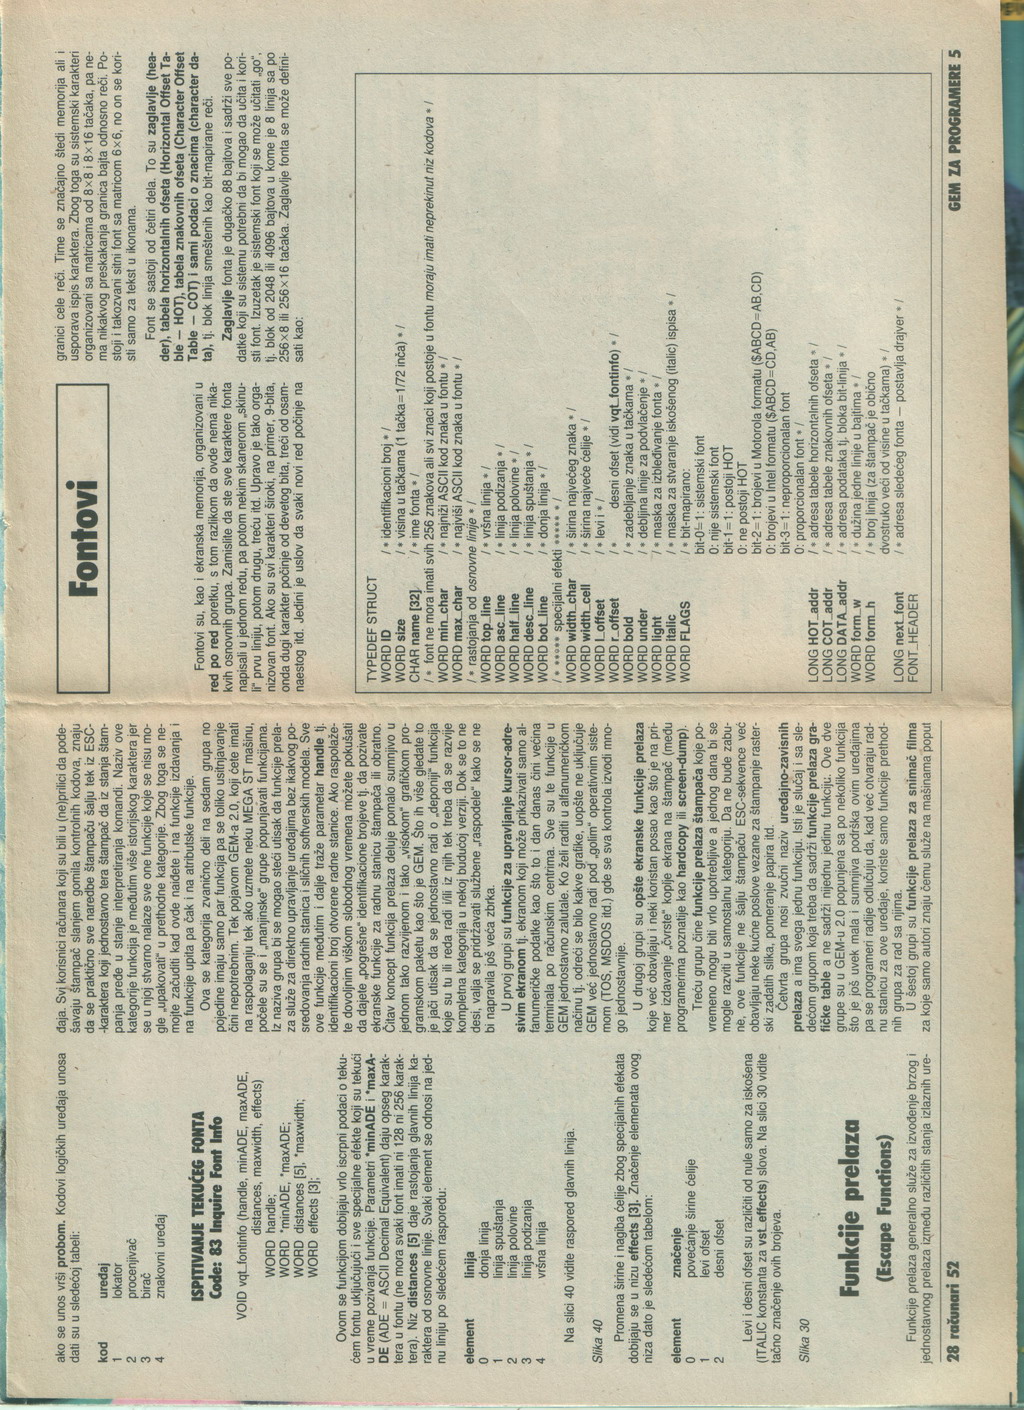 ako se unos vrši probom. Kodovi logičkih uređaja unosa
dati su u sledećoj tabeli:
kod uređaj
1 lokator
2 procenjivač
3 birač
4 znakovni uređaj
ISPITIVANJE TEKUĆEG FONTA
Code: 83 Inquire Font Info
VOID vqt_fontinfo (handle, minADE, maxADE,
distances, maxwidth, effects)
WORD handle;
WORD *minADE, *maxADE;
WORD distances [5], *maxwidth;
WORD effects [3];
Ovom se funkcijom dobijaju vrlo iscrpni podaci o teku-
ćem fontu uključujući i sve specijalne efekte koji su tekući
u vreme pozivanja funkcije. Parametri *minADE i *maxA-
DE (ADE = ASCII Decimal Equivalent) daju opseg karak-
tera u fontu (ne mora svaki font imati ni 128 ni 256 karak-
tera). Niz distances [5] daje rastojanja glavnih linija ka-
raktera od osnovne linije. Svaki element se odnosi na jed-
nu liniju po sledećem rasporedu:
element linija
0 donja linija
1 linija spuštanja
2 linija polovine
3 linija podizanja
4 vršna linija
Na slici 40 vidite raspored glavnih linija.
Slika 40
Promena širine i nagiba ćelije zbog specijalnih efekata
dobijaju se u nizu effects [3]. Značenje elemenata ovog
niza dato je sledećom tabelom:
element značenje
0 povećanje širine ćelije
1 levi ofset
2 desni ofset
Levi i desni ofset su različiti od nule samo za iskošena
(ITALIC konstanta za vst_effects) slova. Na slici 30 vidite
tačno značenje ovih brojeva.
Slika 30
Funkcije prelaza
(Escape Functions)
Funkcije prelaza generalno služe za izvođenje brzog i
jednostavnog prelaza između različitih stanja izlaznih ure-
28 računari 52
daja. Svi korisnici računara koji su bili u (ne)prilici da pode-
šavaju štampač slanjem kontrolnih kodova, znaju
da se praktično sve naredbe štampaču šalju tek iz ESC-
-karaktera koji jednostavno tera štampač da iz stanja štam-
panja pređe u stanje interpretiranja komandi. Naziv ove
kategorije funkcija je međutim više istorijskog karaktera jer
se u njoj stvarno nalaze sve one funkcije koje se nisu mo-
gle „upakovati” u prethodne kategorije. Zbog toga se ne-
mojte začuditi kad ovde naiđete i na funkcije izdavanja i
na funkcije upita pa čak i na atributske funkcije.
Ova se kategorija zvanično deli na sedam grupa no
pojedine imaju samo par funkcija pa se toliko usitnjavanje
čini nepotrebnim. Tek pojavom GEM-a 2.0, koji ćete imati
na raspolaganju tek ako uzmete neku MEGA ST mašinu,
počele su se i „manjinske” grupe popunjavati funkcijama.
Iz naziva grupa bi se mogao steći utisak da funkcije prela-
za služe za direktno upravljanje uređajima bez ikakvog po-
sredovanja radnih stanica i sličnih softverskih modela. Sve
ove funkcije međutim i dalje traže parametar handle tj.
identifikacioni broj otvorene radne stanice. Ako raspolaže-
te dovoljnim viškom slobodnog vremena možete pokušati
da dajete „pogrešne” identifikacione brojeve tj. da pozivate
ekranske funkcije za radnu stanicu štampača ili obratno.
Čitav koncept funkcija prelaza deluje pomalo sumnjivo u
jednom tako razvijenom i tako „visokom” grafičkom pro-
gramskom paketu kao što je GEM. Što ih više gledate to
je jači utisak da se jednostavno radi o „deponiji” funkcija
koje su tu ili reda radi i/ili iz njih tek treba da se razvije
kompletna kategorija u nekoj budućoj verziji. Dok se to ne
desi, valja se pridržavati službene „raspodele” kako se ne
bi napravila još veća zbrka.
U prvoj grupi su funkcije za upravljanje kursor-adre-
sivim ekranom tj. ekranom koji može prikazivati samo al-
fanumeričke podatke kao što to i dan danas čini većina
terminala po računskim centrima. Sve su te funkcije u
GEM jednostavno zalutale. Ko želi raditi u alfanumeričkom
načinu tj. odreći se bilo kakve grafike, uopšte ne uključuje
GEM već jednostavno radi pod „golim” operativnim siste-
mom (TOS, MSDOS itd.) gde se ova kontrola izvodi mno-
go jednostavnije.
U drugoj grupi su opšte ekranske funkcije prelaza
koje već obavljaju i neki koristan posao kao što je na pri-
mer izdavanje „čvrste” kopije ekrana na štampač (među
programerima poznatije kao hardcopy ili screen-dump).
Treću grupu čine funkcije prelaza štampača koje po-
vremeno mogu biti vrlo upotrebljive a jednog dana bi se
mogle razviti u samostalnu kategoriju. Da ne bude zabu-
ne, ove funkcije ne šalju štampaču ESC-sekvence već
obavljaju neke kućne poslove vezane za štampanje raster-
ski zadatih slika, pomeranje papira itd.
Četvrta grupa nosi zvučni naziv uređajno-zavisnih
prelaza a ima svega jednu funkciju. Isti je slučaj i sa sle-
dećom grupom koja treba da sadrži funkcije prelaza gra-
fičke table a ne sadrži nijednu jedinu funkciju. Ove dve
grupe su u GEM-u 2.0 popunjena sa po nekoliko funkcija
što je još uvek mala i sumnjiva podrška ovim uređajima
pa se programeri rađe odlučuju da, kad već otvaraju rad-
nu stanicu za ove uređaje, koriste samo funkcije prethod-
nih grupa za rad sa njima.
U šestoj grupi su funkcije prelaza za snimač filma
za koje samo autori znaju čemu služe na mašinama poput
Fontovi
Fontovi su, kao i ekranska memorija, organizovani u
red po red poretku, s tom razlikom da ovde nema nika-
kvih osnovnih grupa. Zamislite da ste sve karaktere fonta
napisali u jednom redu, pa potom nekim skanerom „skinu-
li” prvu liniju, potom drugu, treću itd. Upravo je tako orga-
nizovan font. Ako su svi karakteri široki, na primer, 9-bita,
onda dugi karakter počinje od devetog bita, treći od osam-
naestog itd. Jedini je uslov da svaki novi red počinje na
granici cele reči. Time se značajno štedi memorija ali i
usporava ispis karaktera. Zbog toga su sistemski karakteri
organizovani sa matricama od 8×8 i 8×16 tačaka, pa ne-
ma nikakvog preskakanja granica bajta odnosno reči. Po-
stoji i takozvani sitni font sa matricom 6×6, no on se kori-
sti samo za tekst u ikonama.
Font se sastoji od četiri dela. To su zaglavlje (hea-
der), tabela horizontalnih ofseta (Horizontal Offset Ta-
ble — HOT), tabela znakovnih ofseta (Character Offset
Table — COT) i sami podaci o znacima (character da-
ta), tj. blok linija smeštenih kao bit-mapirane reči.
Zaglavlje fonta je dugačko 88 bajtova i sadrži sve po-
datke koji su sistemu potrebni da bi mogao da učita i kori-
sti font. Izuzetak je sistemski font koji se može učitati „go”,
tj. blok od 2048 ili 4096 bajtova u kome je 8 linija sa po
256×8 ili 256×16 tačaka. Zaglavlje fonta se može defini-
sati kao:
TYPEDEF STRUCT
WORD ID /* identifikacioni broj */
WORD size /* visina u tačkama (1 tačka=1/72 inča) */
CHAR name [32] /* ime fonta */
/* font ne mora imati svih 256 znakova ali svi znaci koji postoje u fontu moraju imati neprekinut niz kodova */
WORD min_char /* najniži ASCII kod znaka u fontu */
WORD max_char /* najviši ASCII kod znaka u fontu */
/* rastojanja od osnovne linije */
WORD top_line /* vršna linija */
WORD asc_line /* linija podizanja */
WORD half_line /* linija polovine */
WORD desc_line /* linija spuštanja */
WORD bot_line /* donja linija */
/* **** specijalni efekti **** */
WORD width_char /* širina najvećeg znaka */
WORD width_cell /* širina najveće ćelije */
WORD l_offset /* levi i */
WORD r_offset /* desni ofset (vidi vqt_fontinfo) */
WORD bold /* zadebljanje znaka u tačkama */
WORD under /* debljina linije za podvlačenje */
WORD light /* maska za izbleđivanje fonta */
WORD italic /* maska za stvaranje iskošenog (italic) ispisa */
WORD FLAGS /* bit-mapirano:
bit-0=1: sistemski font
0: nije sistemski font
bit-1=1: postoji HOT
0: ne postoji HOT
bit-2=1: brojevi u Motorola formatu ($ABCD=AB,CD)
0: brojevi u Intel formatu ($ABCD=CD,AB)
bit-3=1: neproporcionalan font
0: proporcionalan font */
LONG HOT_addr /* adresa tabele horizontalnih ofseta */
LONG COT_addr /* adresa tabele znakovnih ofseta */
LONG DATA_addr /* adresa podataka tj. bloka bit-linija */
WORD form_w /* dužina jedne linije u bajtima */
WORD form_h /* broj linija (za štampač je obično
dvostruko veći od visine u tačkama) */
LONG next_font /* adresa sledećeg fonta — postavlja drajver */
FONT_HEADER
GEM ZA PROGRAMERE 5